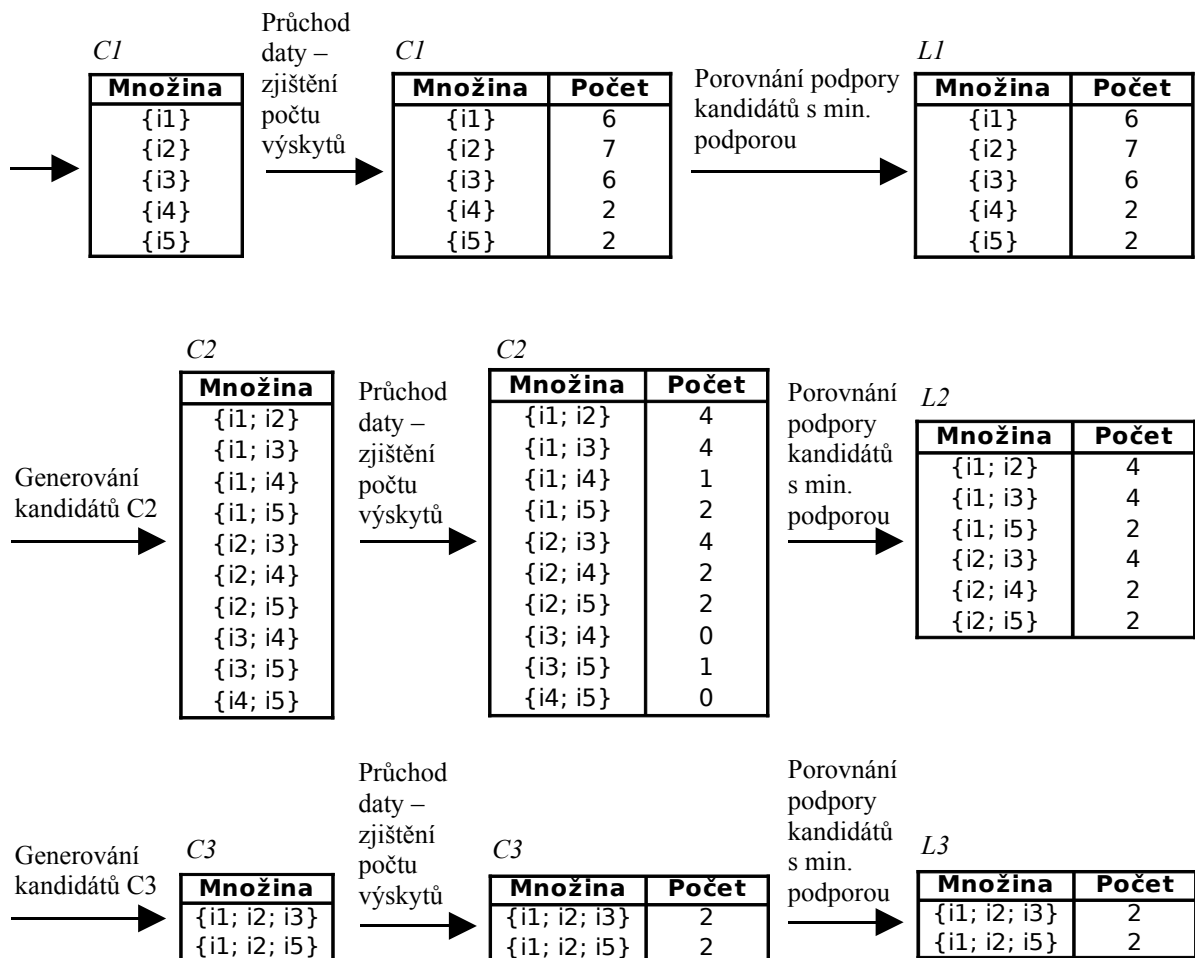 C1
Množina
{i1}
{i2}
{i3}
{i4}
{i5}
Průchod
daty –
zjištění
počtu
výskytů
C1
Množina Počet
{i1} 6
{i2} 7
{i3} 6
{i4} 2
{i5} 2
Porovnání podpory
kandidátů s min.
podporou
L1
Množina Počet
{i1} 6
{i2} 7
{i3} 6
{i4} 2
{i5} 2
Generování
kandidátů C2
C2
Množina
{i1; i2}
{i1; i3}
{i1; i4}
{i1; i5}
{i2; i3}
{i2; i4}
{i2; i5}
{i3; i4}
{i3; i5}
{i4; i5}
Průchod
daty –
zjištění
počtu
výskytů
C2
Množina Počet
{i1; i2} 4
{i1; i3} 4
{i1; i4} 1
{i1; i5} 2
{i2; i3} 4
{i2; i4} 2
{i2; i5} 2
{i3; i4} 0
{i3; i5} 1
{i4; i5} 0
Porovnání
podpory
kandidátů
s min.
podporou
L2
Množina Počet
{i1; i2} 4
{i1; i3} 4
{i1; i5} 2
{i2; i3} 4
{i2; i4} 2
{i2; i5} 2
Generování
kandidátů C3
C3
Množina
{i1; i2; i3}
{i1; i2; i5}
Průchod
daty –
zjištění
počtu
výskytů
C3
Množina Počet
{i1; i2; i3} 2
{i1; i2; i5} 2
Porovnání
podpory
kandidátů
s min.
podporou
L3
Množina Počet
{i1; i2; i3} 2
{i1; i2; i5} 2